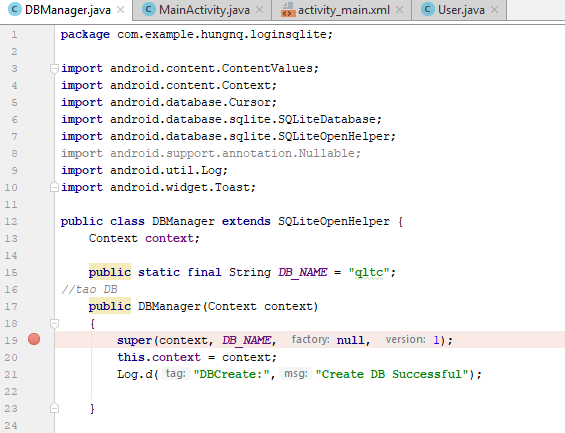 DBManager.java MainActivity.java activity_main.xml User.java
1 package com.example.hungnq.loginsqlite;
2
3 import android.content.ContentValues;
4 import android.content.Context;
5 import android.database.Cursor;
6 import android.database.sqlite.SQLiteDatabase;
7 import android.database.sqlite.SQLiteOpenHelper;
8 import android.support.annotation.Nullable;
9 import android.util.Log;
10 import android.widget.Toast;
11
12 public class DBManager extends SQLiteOpenHelper {
13 Context context;
14
15 public static final String DB_NAME = "qltc";
16 //tao DB
17 public DBManager(Context context)
18 {
19 super(context, DB_NAME, factory: null, version: 1);
20 this.context = context;
21 Log.d( tag: "DBCreate:", msg: "Create DB Successful");
22
23 }
24